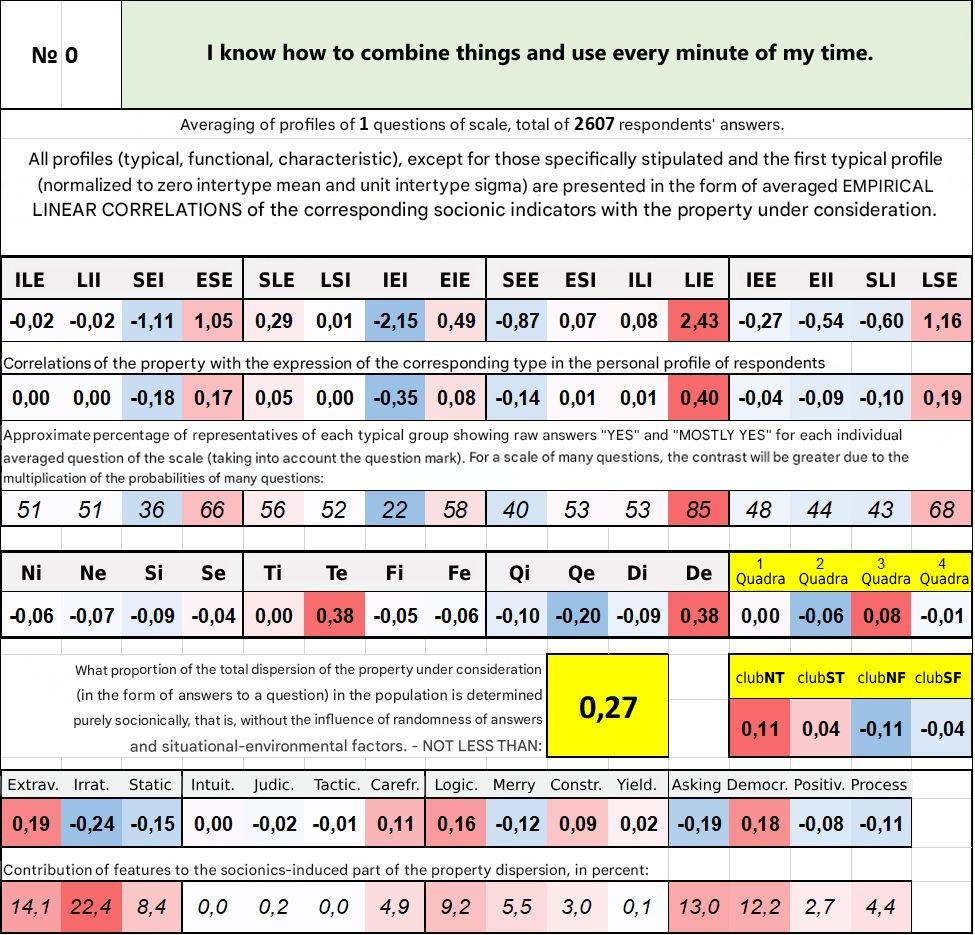 № 0
I know how to combine things and use every minute of my time.
Averaging of profiles of 1 questions of scale, total of 2607 respondents' answers.
All profiles (typical, functional, characteristic), except for those specifically stipulated and the first typical profile
(normalized to zero intertype mean and unit intertype sigma) are presented in the form of averaged EMPIRICAL
LINEAR CORRELATIONS of the corresponding socionic indicators with the property under consideration.
ILE LII SEI ESE SLE LSI IEI EIE SEE ESI ILI LIE IEE EII SLI LSE
-0,02 -0,02 -1,11 1,05 0,29 0,01 -2,15 0,49 -0,87 0,07 0,08 2,43 -0,27 -0,54 -0,60 1,16
Correlations of the property with the expression of the corresponding type in the personal profile of respondents
0,00 0,00 -0,18 0,17 0,05 0,00 -0,35 0,08 -0,14 0,01 0,01 0,40 -0,04 -0,09 -0,10 0,19
Approximate percentage of representatives of each typical group showing raw answers "YES" and "MOSTLY YES" for each individual
averaged question of the scale (taking into account the question mark). For a scale of many questions, the contrast will be greater due to the
multiplication of the probabilities of many questions:
51 51 36 66 56 52 22 58 40 53 53 85 48 44 43 68
Ni Ne Si Se Ti Te Fi Fe Qi Qe Di De 1 Quadra 2 Quadra 3 Quadra 4 Quadra
-0,06 -0,07 -0,09 -0,04 0,00 0,38 -0,05 -0,06 -0,10 -0,20 -0,09 0,38 0,00 -0,06 0,08 -0,01
What proportion of the total dispersion of the property under consideration
(in the form of answers to a question) in the population is determined
purely socionically, that is, without the influence of randomness of answers
and situational-environmental factors. - NOT LESS THAN:
0,27
clubNT clubST clubNF clubSF
0,11 0,04 -0,11 -0,04
Extrav. Irrat. Static Intuit. Judic. Tactic. Carefr. Logic. Merry Constr. Yield. Asking Democr. Positiv. Process
0,19 -0,24 -0,15 0,00 -0,02 -0,01 0,11 0,16 -0,12 0,09 0,02 -0,19 0,18 -0,08 -0,11
Contribution of features to the socionics-induced part of the property dispersion, in percent:
14,1 22,4 8,4 0,0 0,2 0,0 4,9 9,2 5,5 3,0 0,1 13,0 12,2 2,7 4,4